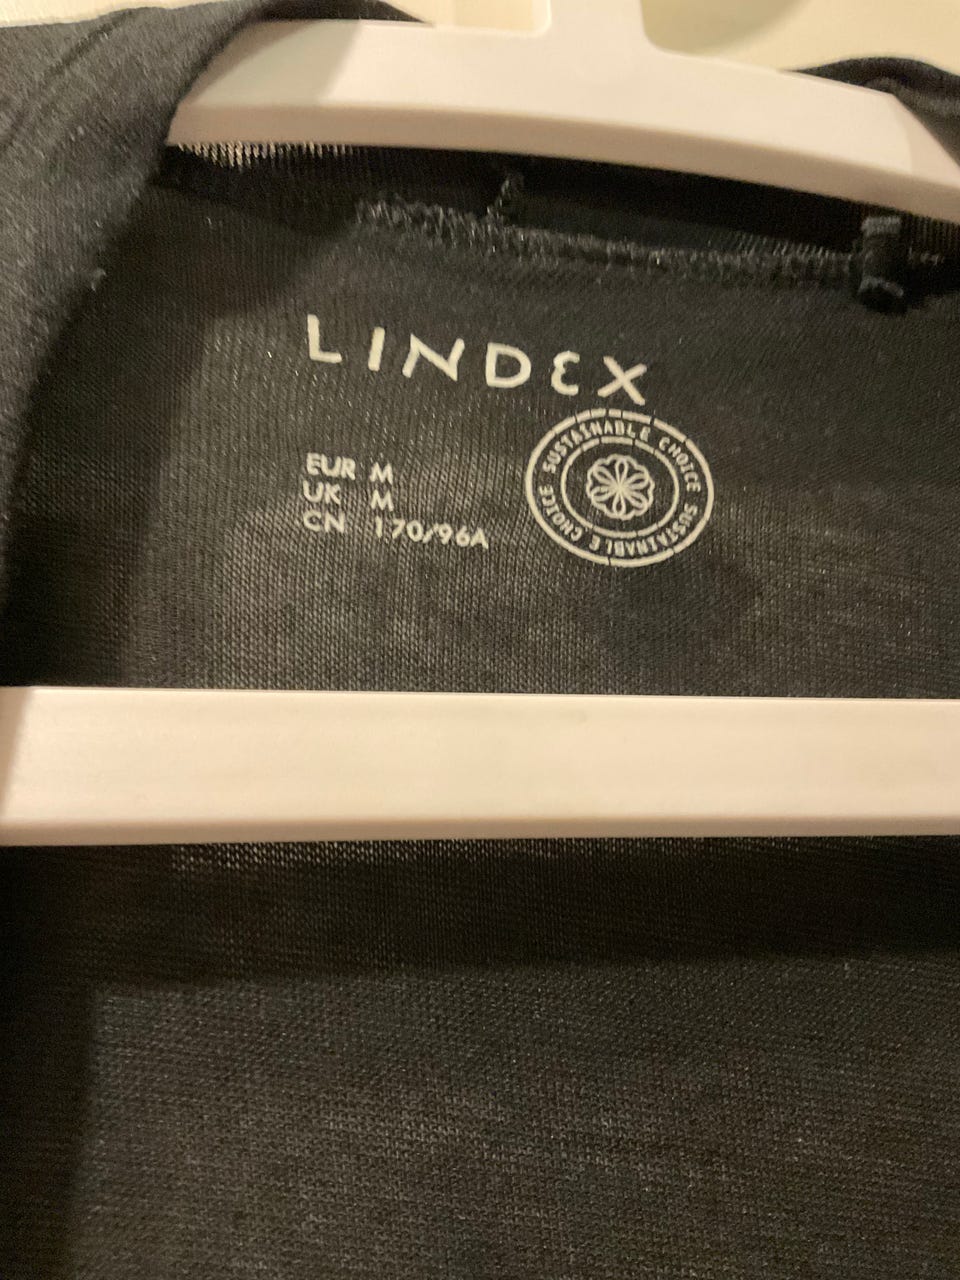 LINDEX
EUR M
UK M
CN 170/96A
SUSTAINABLE CHOICE SUSTAINABLE CHOICE